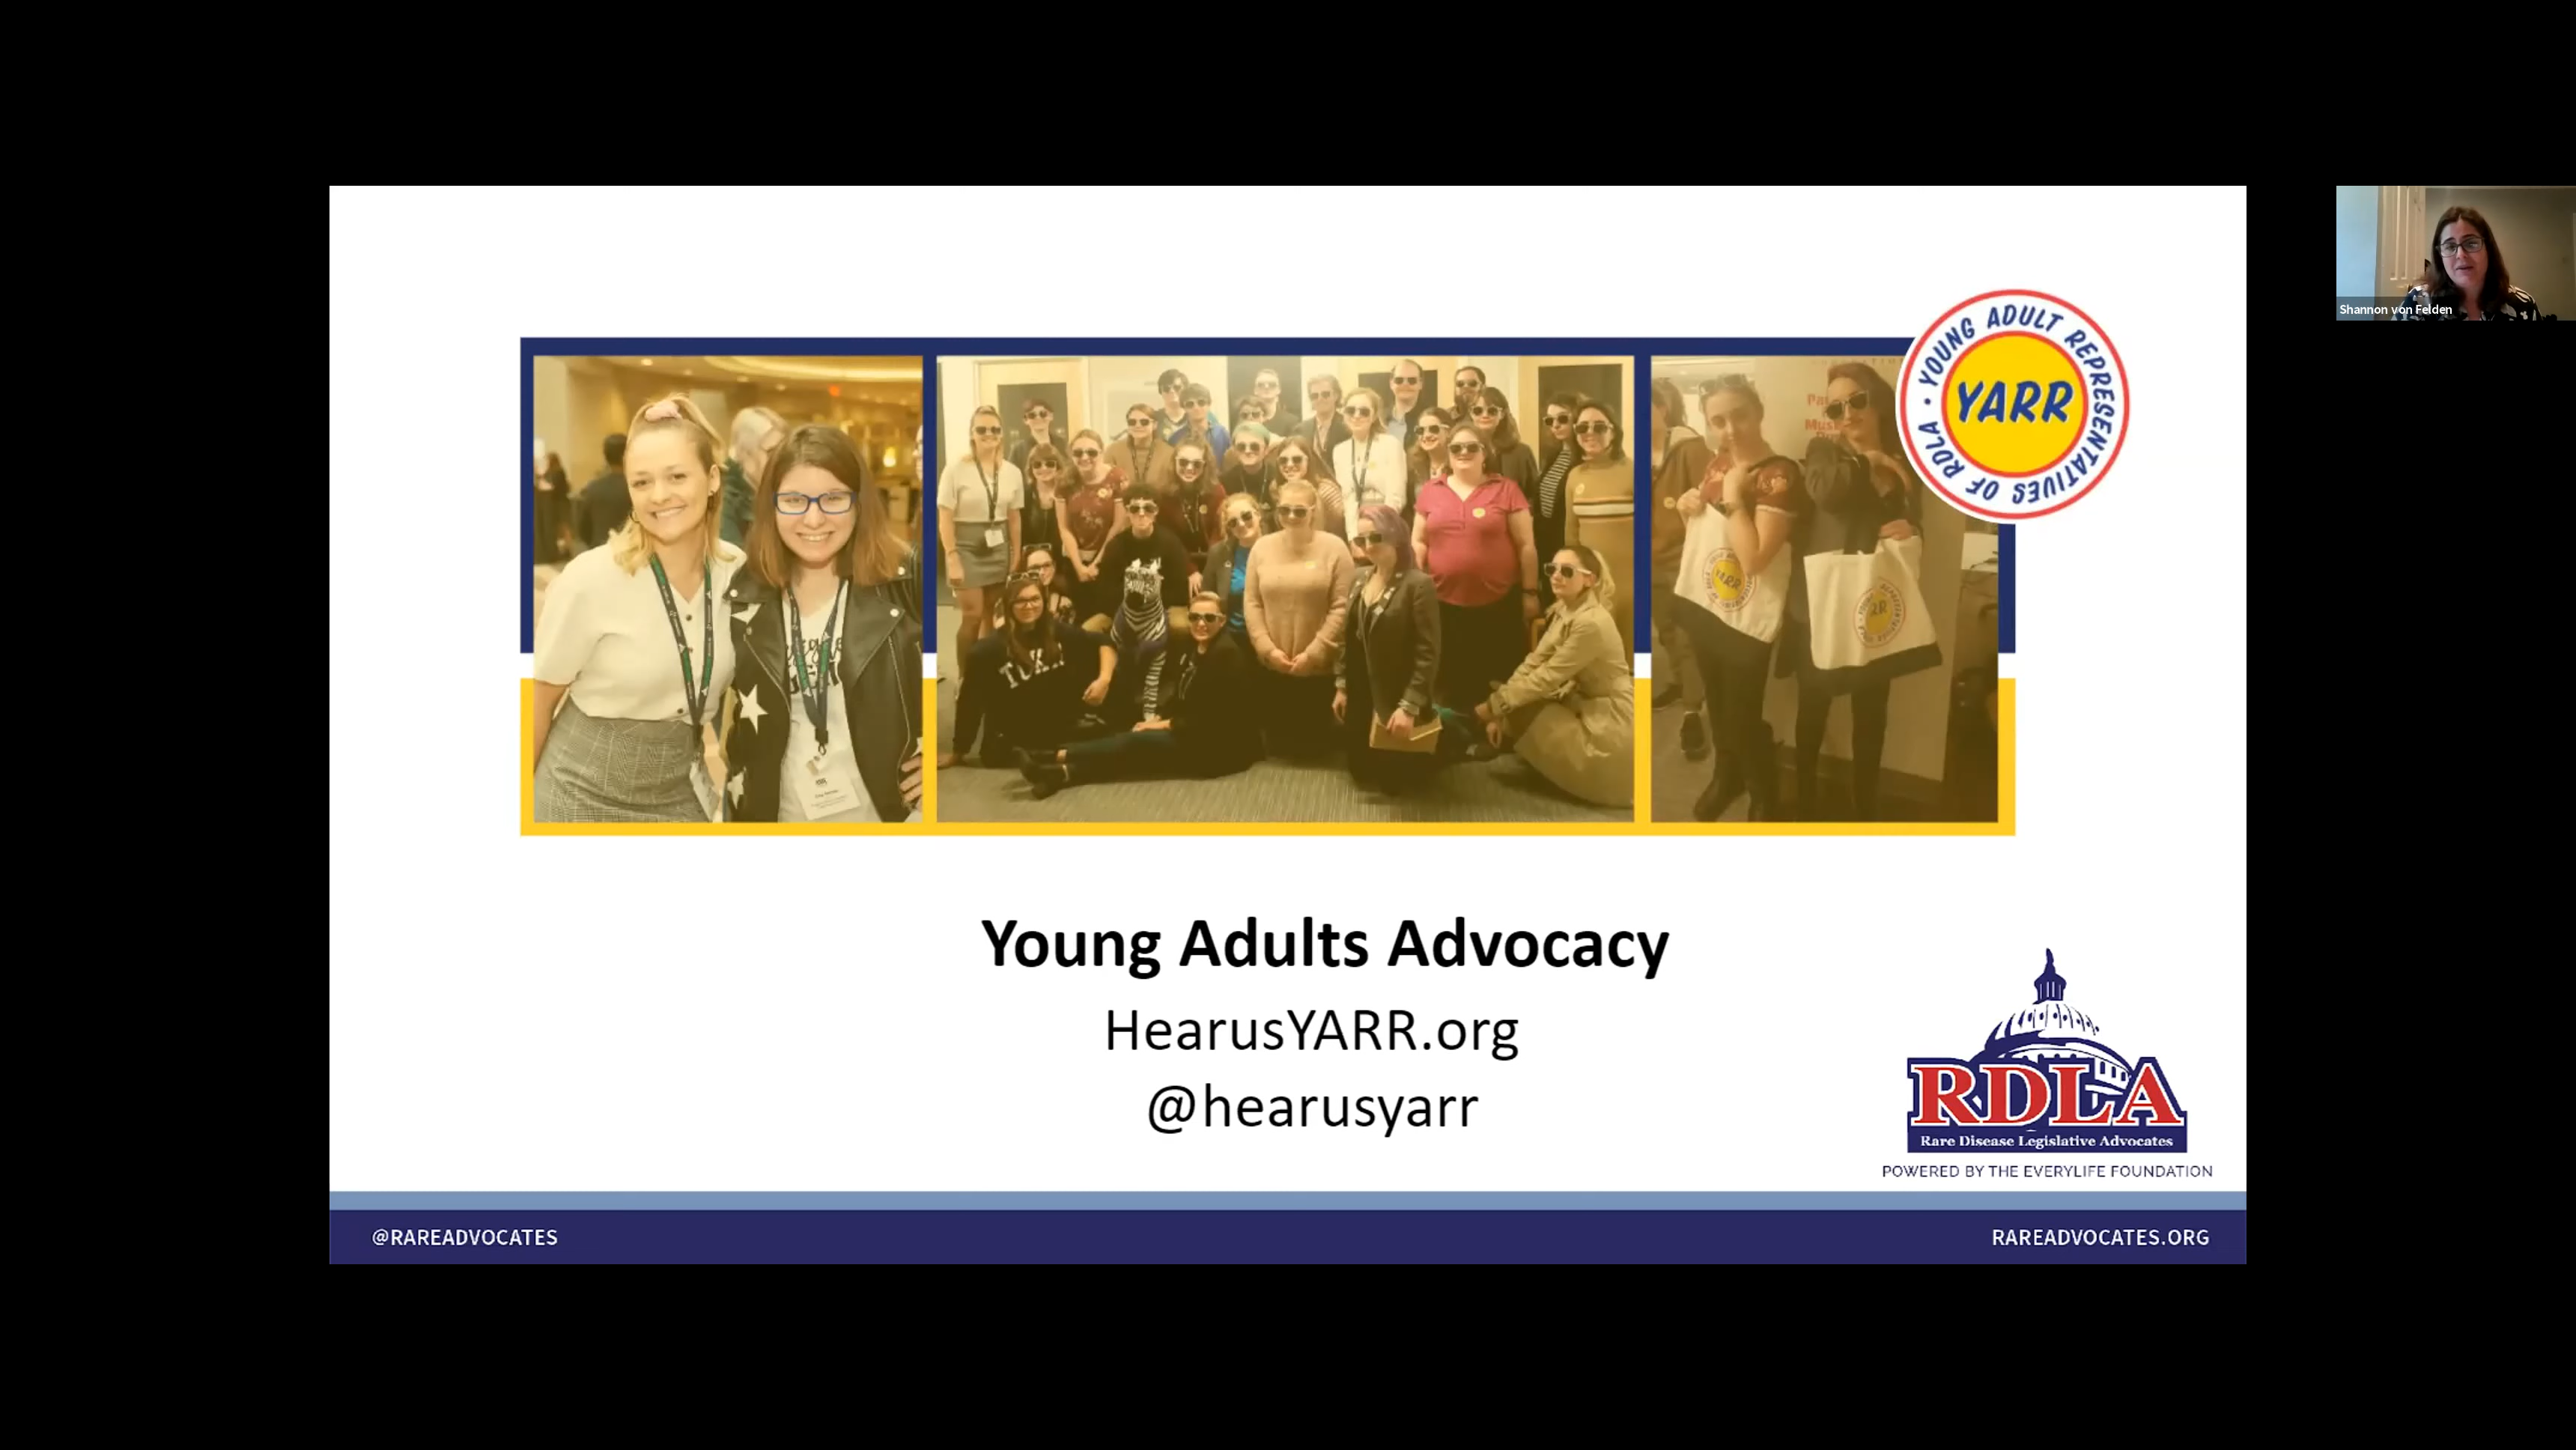 YOUNG ADULT REPRESENTATIVES OF RDLA •
YARR
Shannon von Felden
YARR
Young Adults Advocacy
HearusYARR.org
@hearusyarr
RDLA
Rare Disease Legislative Advocates
POWERED BY THE EVERYLIFE FOUNDATION
@RAREADVOCATES
RAREADVOCATES.ORG